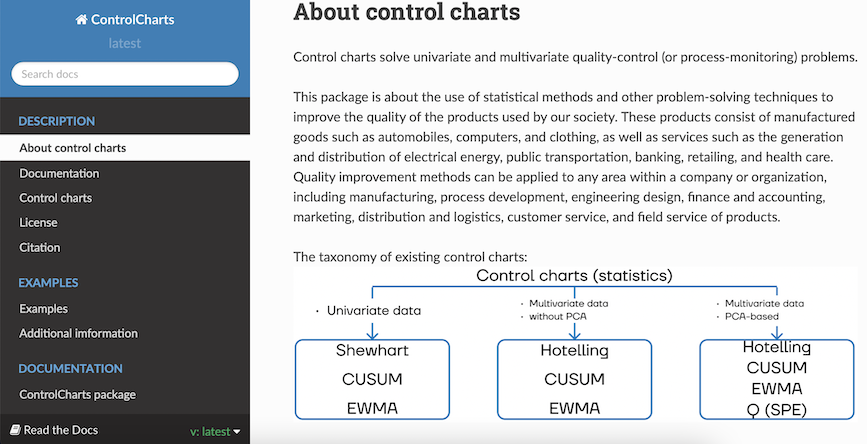 ControlCharts
latest
Search docs
DESCRIPTION
About control charts
Documentation
Control charts
License
Citation
EXAMPLES
Examples
Additional imformation
DOCUMENTATION
ControlCharts package
Read the Docs
v: latest
About control charts
Control charts solve univariate and multivariate quality-control (or process-monitoring) problems.
This package is about the use of statistical methods and other problem-solving techniques to
improve the quality of the products used by our society. These products consist of manufactured
goods such as automobiles, computers, and clothing, as well as services such as the generation
and distribution of electrical energy, public transportation, banking, retailing, and health care.
Quality improvement methods can be applied to any area within a company or organization,
including manufacturing, process development, engineering design, finance and accounting,
marketing, distribution and logistics, customer service, and field service of products.
The taxonomy of existing control charts:
Control charts (statistics)
· Univariate data
· Multivariate data
· without PCA
· Multivariate data
· PCA-based
Shewhart
CUSUM
EWMA
Hotelling
CUSUM
EWMA
Hotelling
CUSUM
EWMA
Q (SPE)